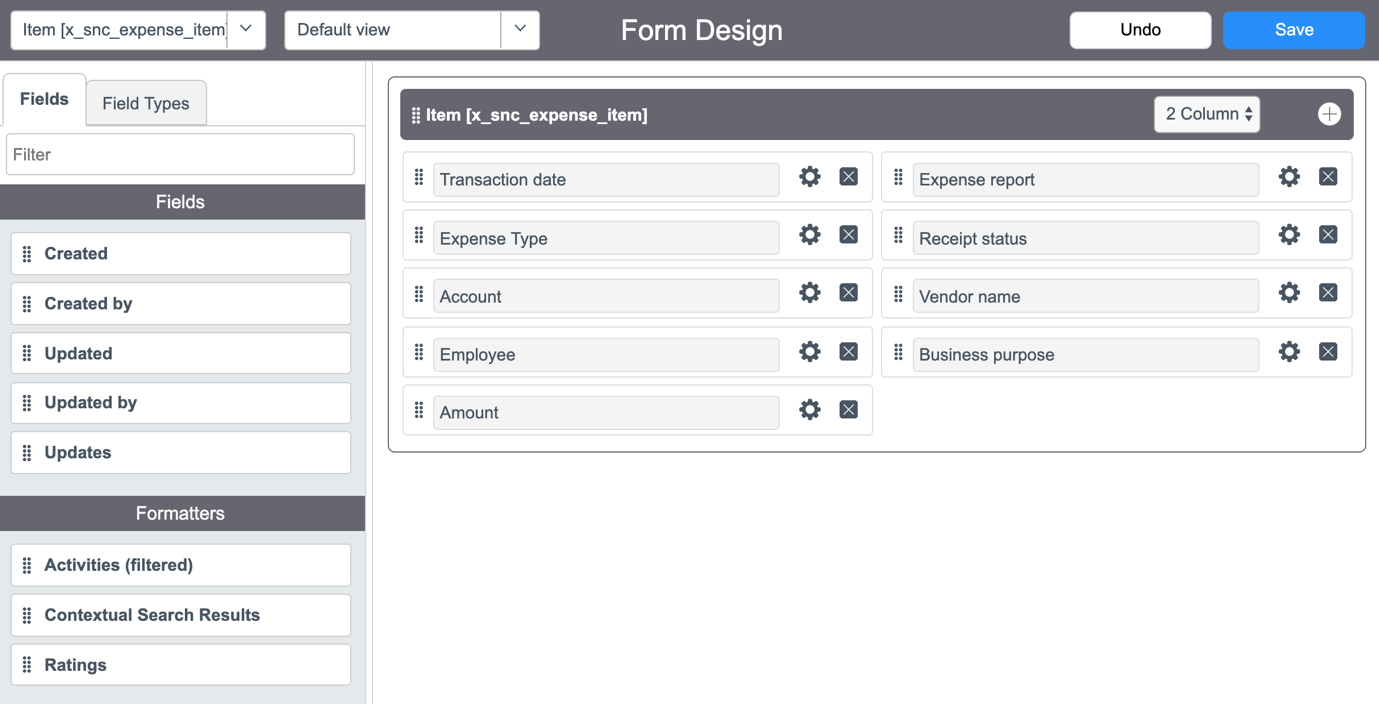 Item [x_snc_expense_item]
Default view
Form Design
Undo
Save
Fields
Field Types
Filter
Fields
Created
Created by
Updated
Updated by
Updates
Formatters
Activities (filtered)
Contextual Search Results
Ratings
Item [x_snc_expense_item]
2 Column
Transaction date
Expense report
Expense Type
Receipt status
Account
Vendor name
Employee
Business purpose
Amount